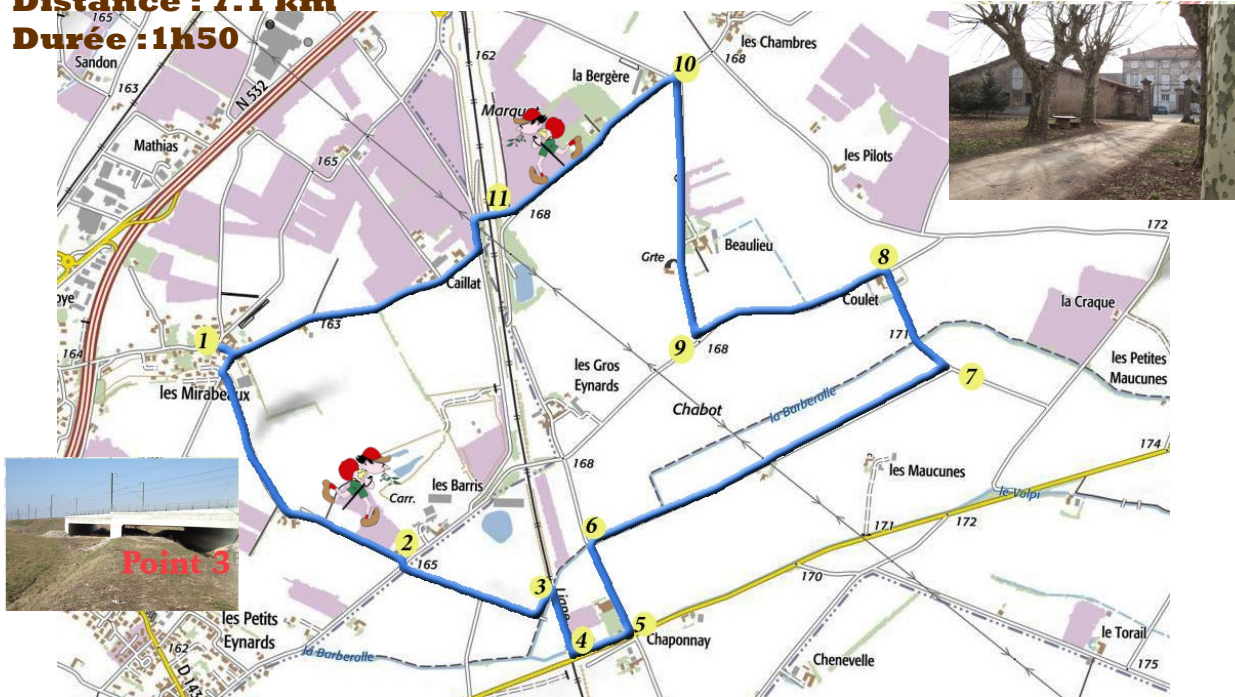 Distance : 7.1 km
Durée :1h50
165
Sandon
163
N 532
Mathias
165
162
162
Marquet
la Bergère
10
les Chambres
168
les Pilots
172
11
168
Caillat
Grte
Beaulieu
8
Coulet
la Craque
1
164
163
les Mirabeaux
9
168
171
les Petites
Maucunes
7
les Gros
Eynards
Chabot
la Barberolle
174
les Barris
Carr.
168
les Maucunes
le Volpi
2
165
6
171
172
Point 3
3
Ligne
170
les Petits
Eynards
162
D 143
la Barberolle
4
5
Chaponnay
Chenevelle
le Torail
175